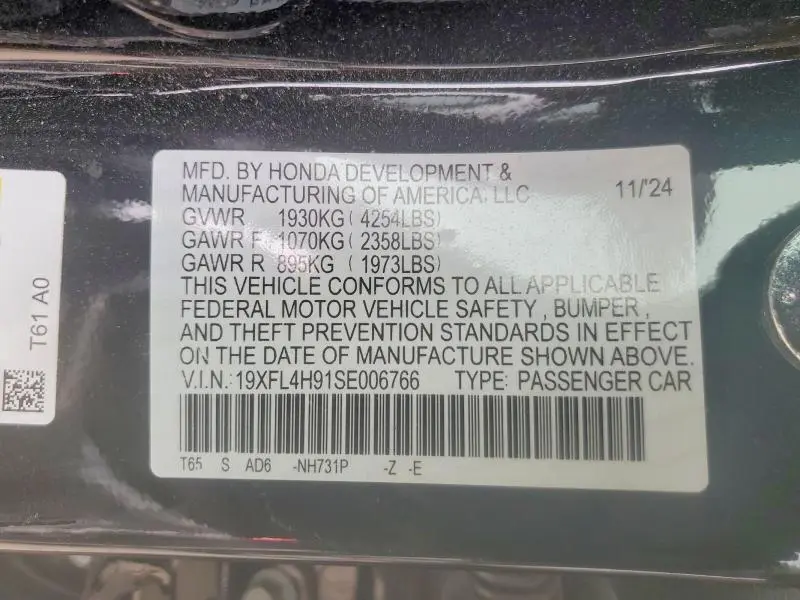 MFD. BY HONDA DEVELOPMENT &
MANUFACTURING OF AMERICA, LLC 11/'24
GVWR 1930KG ( 4254LBS)
GAWR F 1070KG ( 2358LBS)
GAWR R 895KG ( 1973LBS)
THIS VEHICLE CONFORMS TO ALL APPLICABLE
FEDERAL MOTOR VEHICLE SAFETY , BUMPER ,
AND THEFT PREVENTION STANDARDS IN EFFECT
ON THE DATE OF MANUFACTURE SHOWN ABOVE.
V.I.N.: 19XFL4H91SE006766 TYPE: PASSENGER CAR
T65 S AD6 -NH731P -Z -E
T61 A0